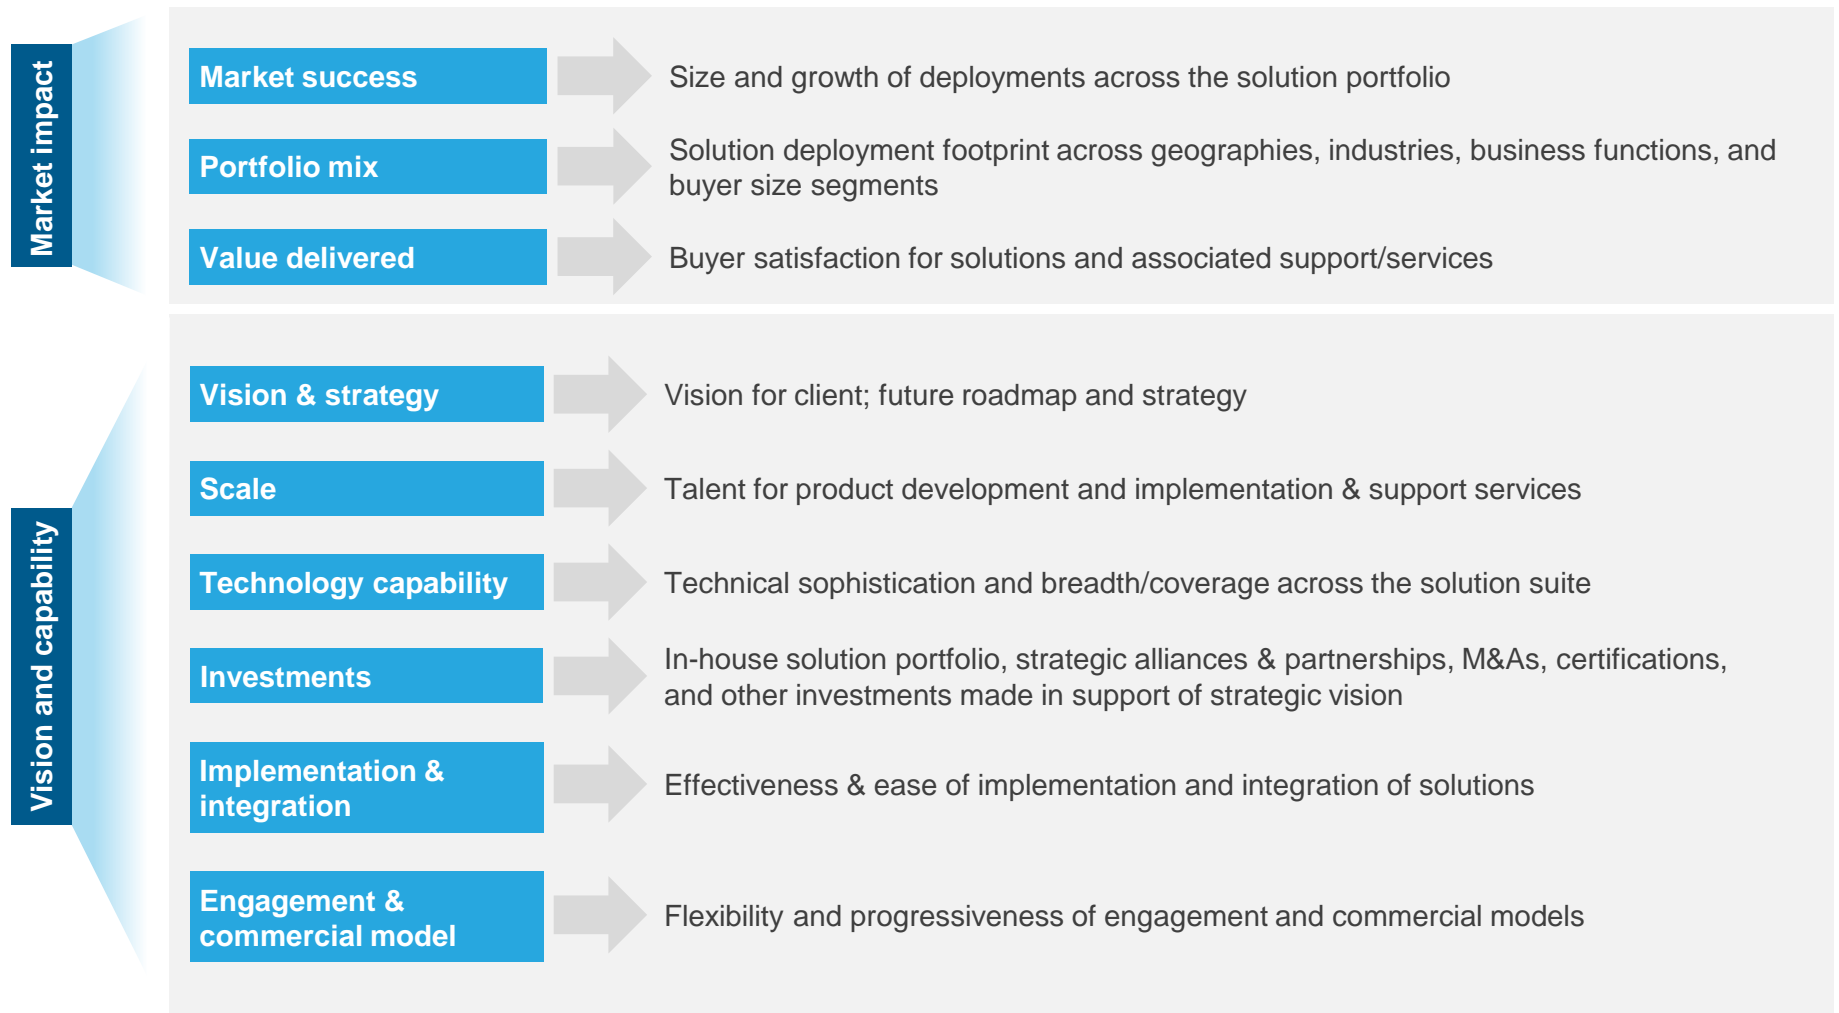 Market impact
Market success
Size and growth of deployments across the solution portfolio
Portfolio mix
Solution deployment footprint across geographies, industries, business functions, and
buyer size segments
Value delivered
Buyer satisfaction for solutions and associated support/services
Vision and capability
Vision & strategy
Vision for client; future roadmap and strategy
Scale
Talent for product development and implementation & support services
Technology capability
Technical sophistication and breadth/coverage across the solution suite
Investments
In-house solution portfolio, strategic alliances & partnerships, M&As, certifications,
and other investments made in support of strategic vision
Implementation &
integration
Effectiveness & ease of implementation and integration of solutions
Engagement &
commercial model
Flexibility and progressiveness of engagement and commercial models